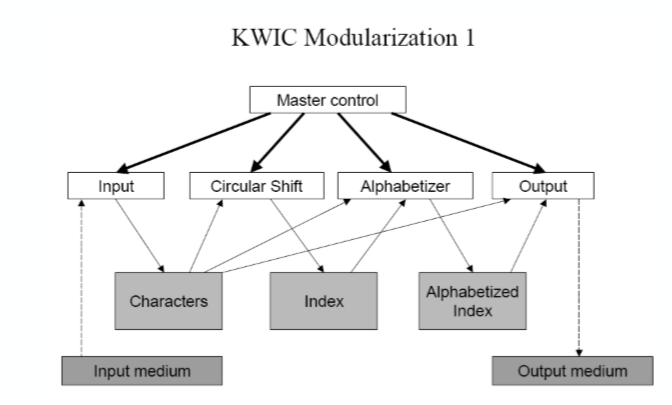 KWIC Modularization 1
Master control
Input
Circular Shift
Alphabetizer
Output
Characters
Index
Alphabetized
Index
Input medium
Output medium